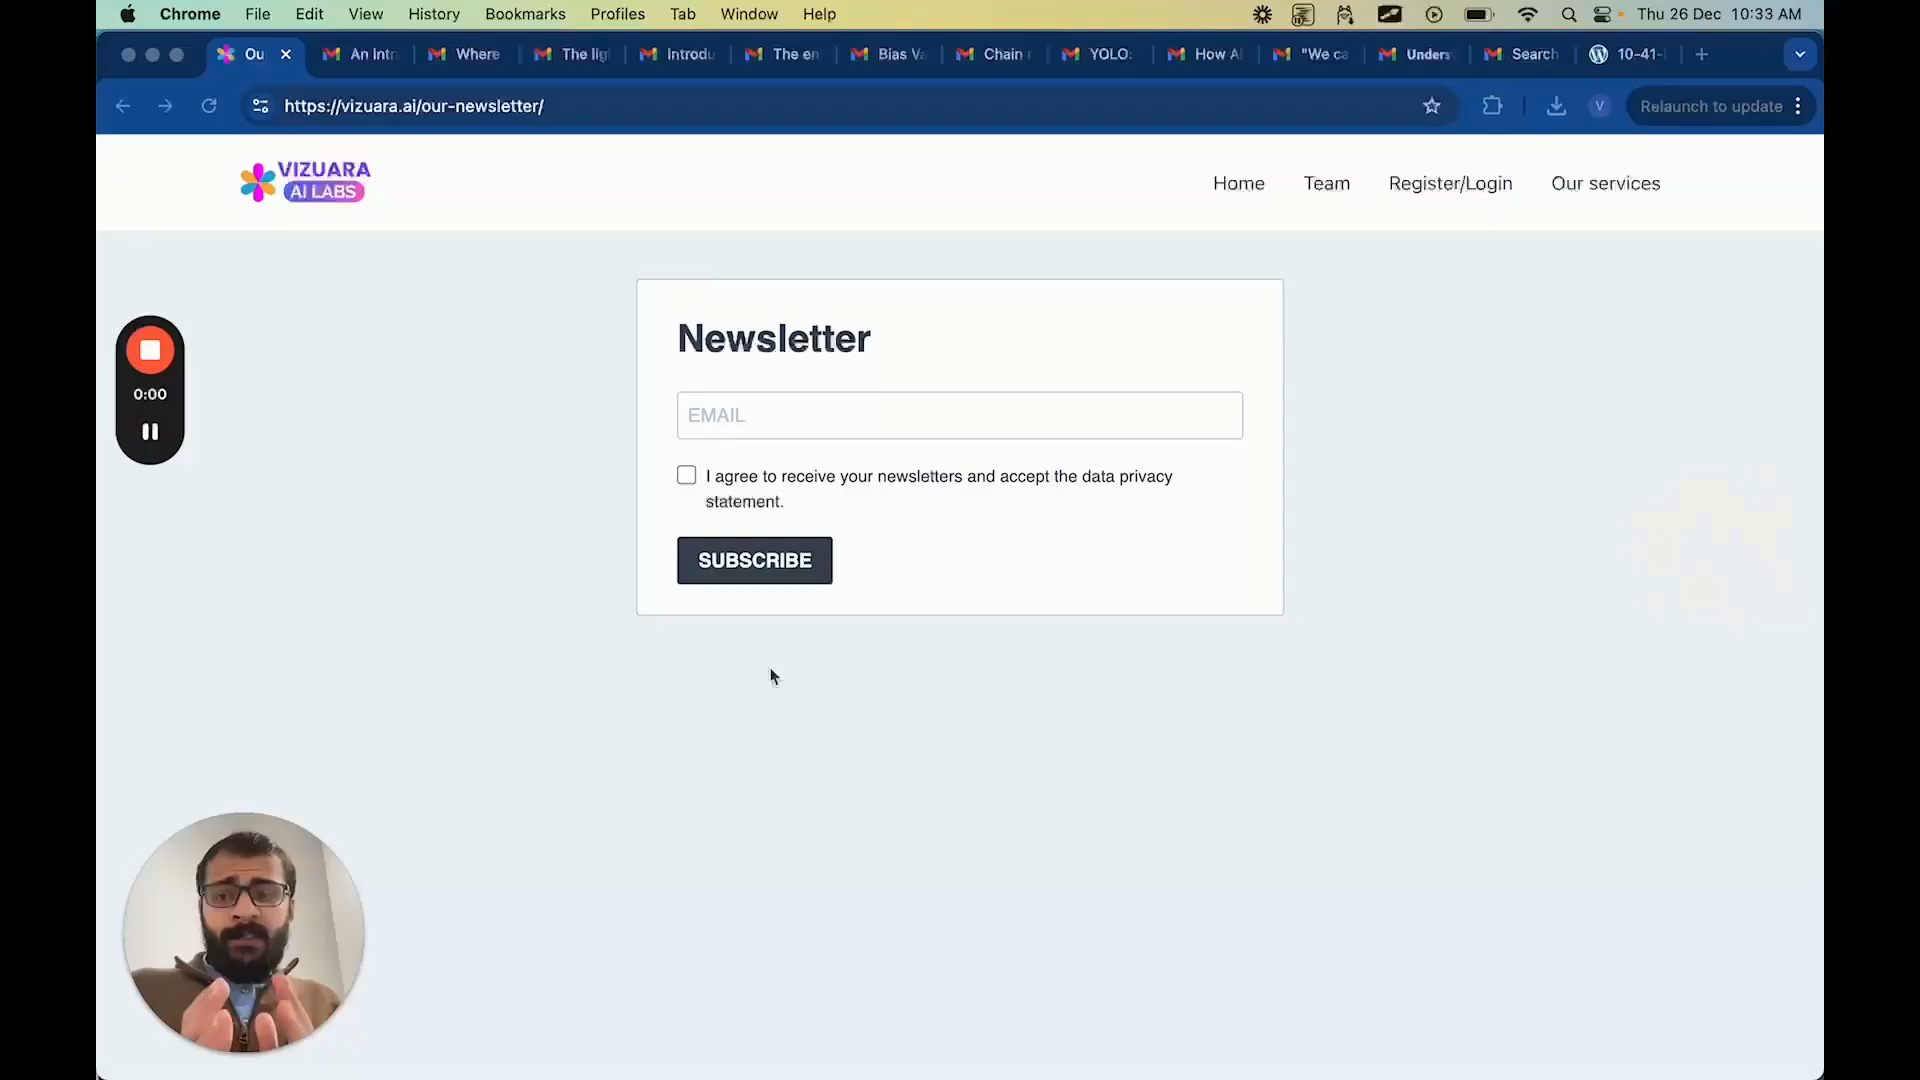 Chrome File Edit View History Bookmarks Profiles Tab Window Help Thu 26 Dec 10:33 AM
Ou An Intr Where The lig Introdu The en Bias Va Chain r YOLO: How AI "We ca Unders Search 10-41-
https://vizuara.ai/our-newsletter/ V Relaunch to update
VIZUARA
AI LABS
Home Team Register/Login Our services
Newsletter
EMAIL
I agree to receive your newsletters and accept the data privacy
statement.
SUBSCRIBE
0:00